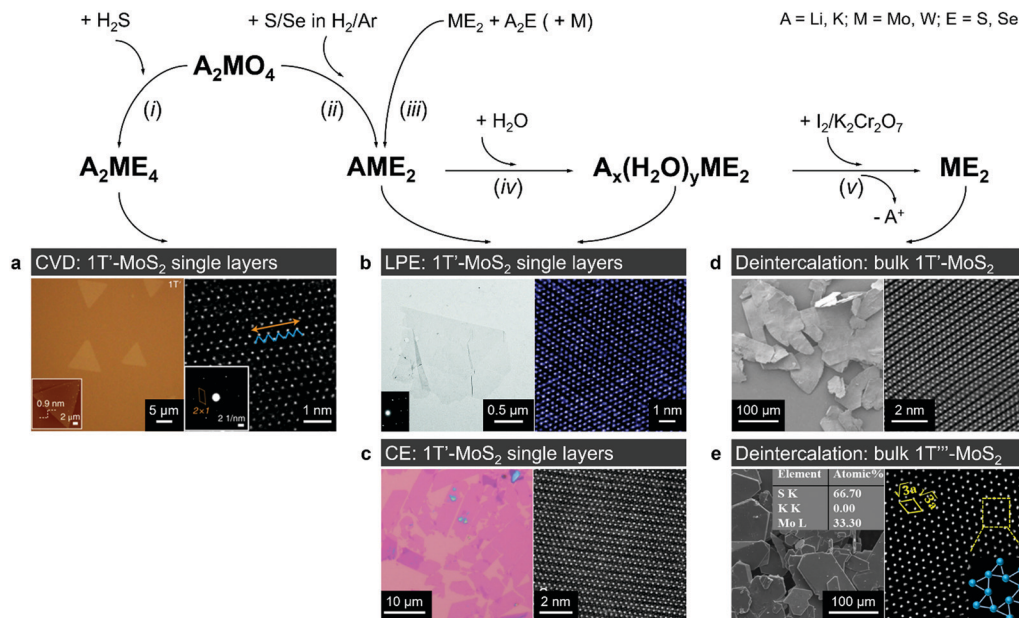 + H₂S
+ S/Se in H₂/Ar
ME₂ + A₂E ( + M)
A = Li, K; M = Mo, W; E = S, Se
A₂MO₄
(i)
(ii)
(iii)
+ H₂O
+ I₂/K₂Cr₂O₇
A₂ME₄
AME₂
(iv)
Aₓ(H₂O)ᵧME₂
(v)
ME₂
- A⁺
a CVD: 1T'-MoS₂ single layers
1T'
0.9 nm
2 µm
5 µm
2×1
2 1/nm
1 nm
b LPE: 1T'-MoS₂ single layers
0.5 µm
1 nm
d Deintercalation: bulk 1T'-MoS₂
100 µm
2 nm
c CE: 1T'-MoS₂ single layers
10 µm
2 nm
e Deintercalation: bulk 1T'''-MoS₂
Element Atomic%
S K 66.70
K K 0.00
Mo L 33.30
100 µm
√3a
√3a
1 nm